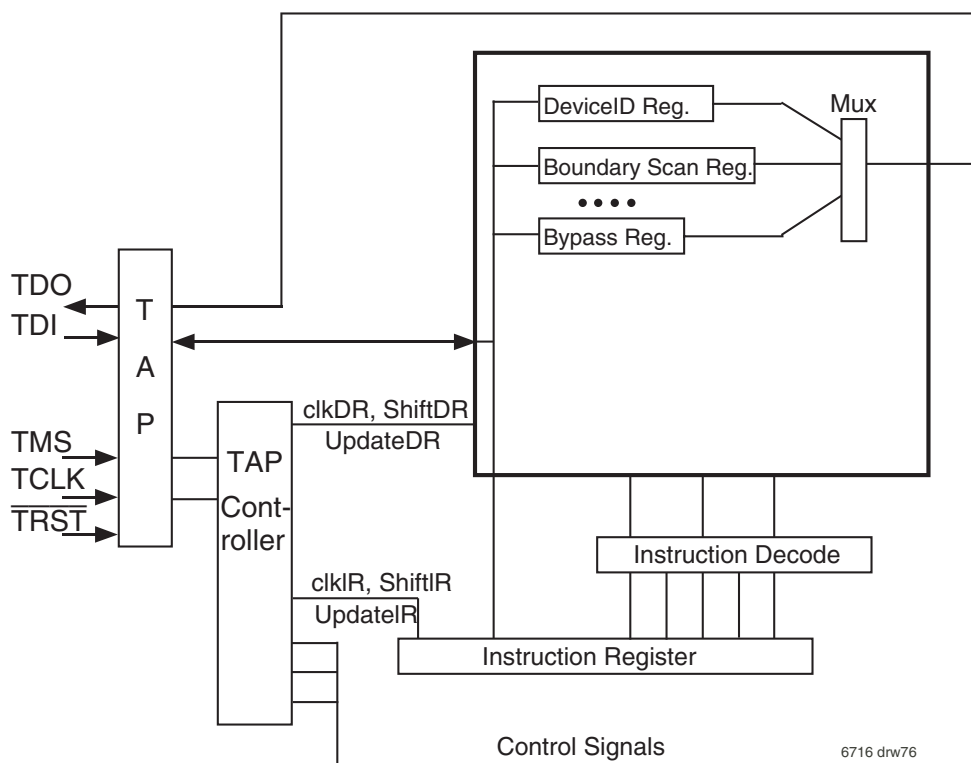 DeviceID Reg.
Mux
Boundary Scan Reg.
Bypass Reg.
TDO
TDI
T
A
P
TMS
TCLK
TRST
clkDR, ShiftDR
UpdateDR
TAP
Cont-
roller
Instruction Decode
clkIR, ShiftIR
UpdateIR
Instruction Register
Control Signals
6716 drw76